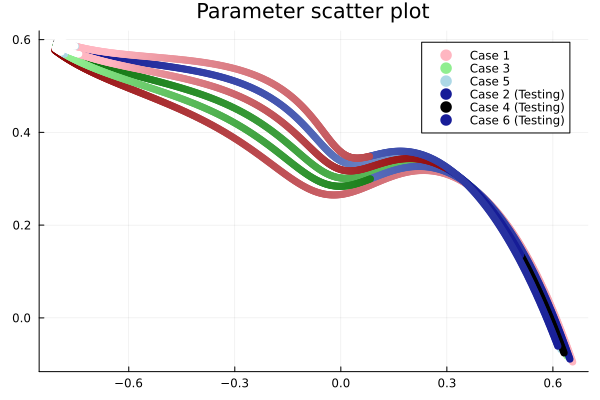 Parameter scatter plot
Case 1
Case 3
Case 5
Case 2 (Testing)
Case 4 (Testing)
Case 6 (Testing)
0.6
0.4
0.2
0.0
−0.6 −0.3 0.0 0.3 0.6